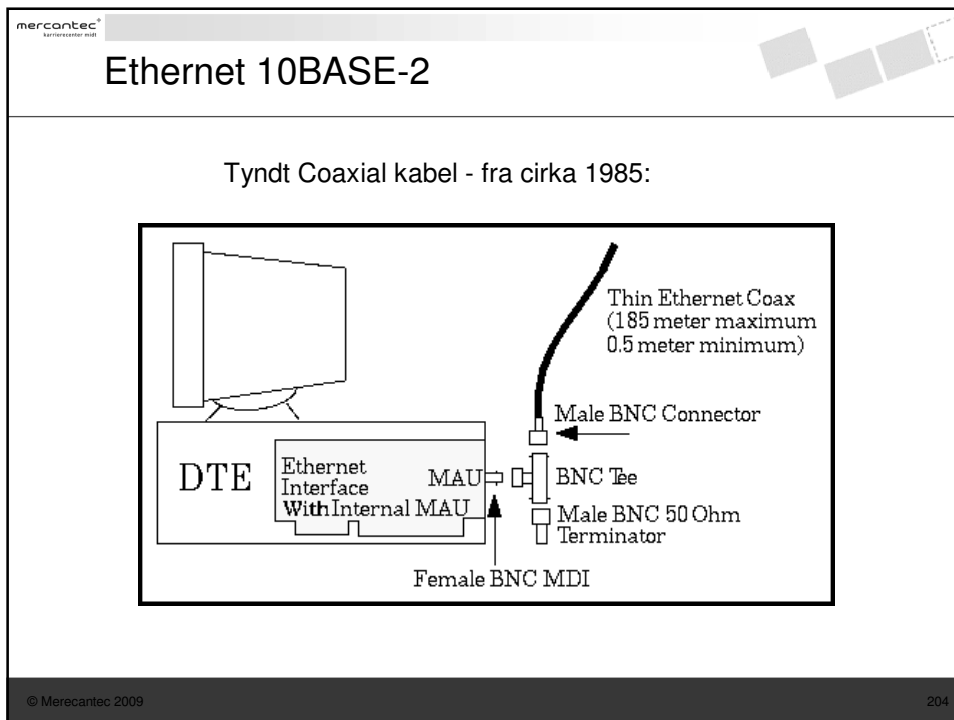 mercantec+
karrierecenter midt
Ethernet 10BASE-2
Tyndt Coaxial kabel - fra cirka 1985:
Thin Ethernet Coax
(185 meter maximum
0.5 meter minimum)
Male BNC Connector
DTE
Ethernet
Interface
With Internal MAU
MAU
BNC Tee
Male BNC 50 Ohm
Terminator
Female BNC MDI
© Merecantec 2009
204